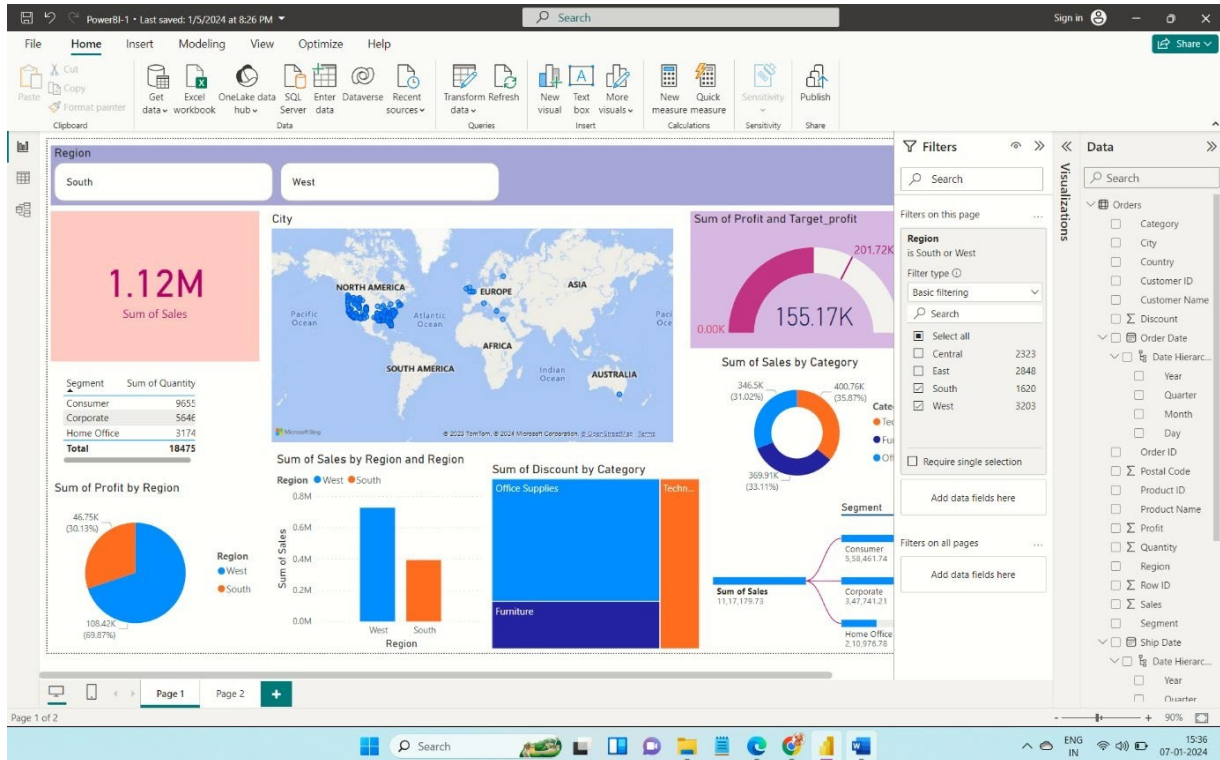 PowerBI-1 • Last saved: 1/5/2024 at 8:26 PM
Search
Sign in
File Home Insert Modeling View Optimize Help
Share
Paste
Cut
Copy
Format painter
Clipboard
Get data
Excel workbook
OneLake data hub
SQL Server
Enter data
Dataverse
Recent sources
Data
Transform data
Refresh
Queries
New visual
Text box
More visuals
Insert
New measure
Quick measure
Calculations
Sensitivity
Sensitivity
Publish
Share
Region
South
West
1.12M
Sum of Sales
City
NORTH AMERICA
EUROPE
ASIA
Pacific Ocean
Atlantic Ocean
AFRICA
SOUTH AMERICA
Indian Ocean
AUSTRALIA
Microsoft Bing
© 2023 TomTom, © 2024 Microsoft Corporation, © OpenStreetMap Terms
Sum of Profit and Target_profit
201.72K
155.17K
0.00K
Segment Sum of Quantity
Consumer 9655
Corporate 5646
Home Office 3174
Total 18475
Sum of Sales by Category
346.5K
(31.02%)
400.76K
(35.87%)
369.91K
(33.11%)
Cate
Tec
Fu
Of
Sum of Profit by Region
46.75K
(30.13%)
108.42K
(69.87%)
Region
West
South
Sum of Sales by Region and Region
Region West South
0.8M
0.6M
0.4M
0.2M
0.0M
Sum of Sales
West South
Region
Sum of Discount by Category
Office Supplies
Techn...
Furniture
Segment
Sum of Sales
11,17,179.73
Consumer
5,58,461.74
Corporate
3,47,741.21
Home Office
2,10,976.78
Filters
Search
Filters on this page ...
Region
is South or West
Filter type
Basic filtering
Search
Select all
Central 2323
East 2848
South 1620
West 3203
Require single selection
Add data fields here
Filters on all pages ...
Add data fields here
Visualizations
Data
Search
Orders
Category
City
Country
Customer ID
Customer Name
Discount
Order Date
Date Hierarc...
Year
Quarter
Month
Day
Order ID
Postal Code
Product ID
Product Name
Profit
Quantity
Region
Row ID
Sales
Segment
Ship Date
Date Hierarc...
Year
Quarter
Page 1
Page 2
Page 1 of 2
90%
Search
ENG
IN
15:36
07-01-2024